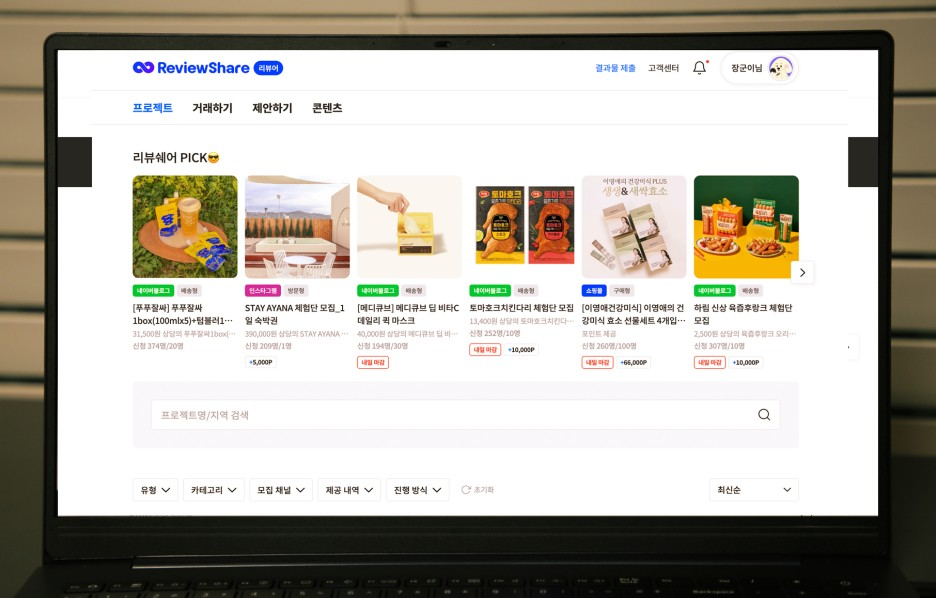 ReviewShare 리뷰어
결과물 제출 고객센터 장군이님
프로젝트 거래하기 제안하기 콘텐츠
리뷰쉐어 PICK😎
토마호크 토마호크
이영애의 건강미식 PLUS
생생&새싹효소
네이버블로그 배송형
[푸푸잘싸] 푸푸잘싸
1box(100mlx5)+텀블러1…
31,500원 상당의 푸푸잘싸1box(…
신청 374명/20명
인스타그램 방문형
STAY AYANA 체험단 모집_1
일 숙박권
390,000원 상당의 STAY AYANA …
신청 209명/1명
+5,000P
네이버블로그 배송형
[메디큐브] 메디큐브 딥 비타C
데일리 퀵 마스크
40,000원 상당의 메디큐브 딥 비…
신청 194명/30명
내일 마감
네이버블로그 배송형
토마호크치킨다리 체험단 모집
13,400원 상당의 토마호크치킨다…
신청 252명/10명
내일 마감 +10,000P
쇼핑몰 구매형
[이영애건강미식] 이영애의 건
강미식 효소 선물세트 4개입…
포인트 제공
신청 260명/100명
내일 마감 +66,000P
네이버블로그 배송형
하림 신상 육즙후랑크 체험단
모집
2,500원 상당의 육즙후랑크 오리…
신청 307명/10명
내일 마감 +10,000P
프로젝트명/지역 검색
유형 카테고리 모집 채널 제공 내역 진행 방식 초기화 최신순